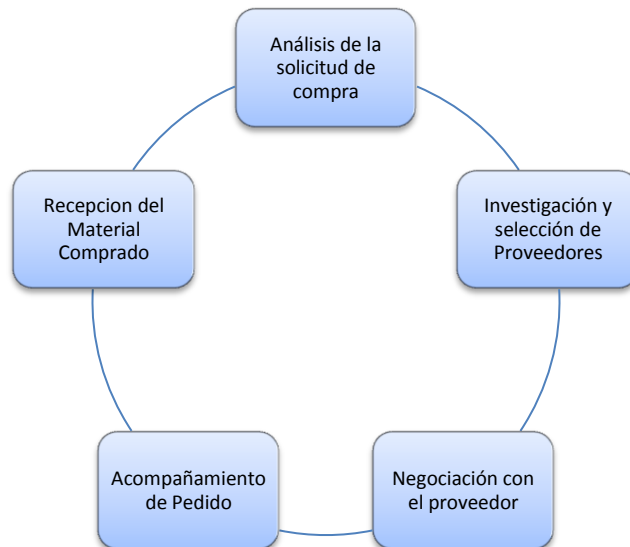 Análisis de la
solicitud de
compra
Investigación y
selección de
Proveedores
Negociación con
el proveedor
Acompañamiento
de Pedido
Recepcion del
Material
Comprado